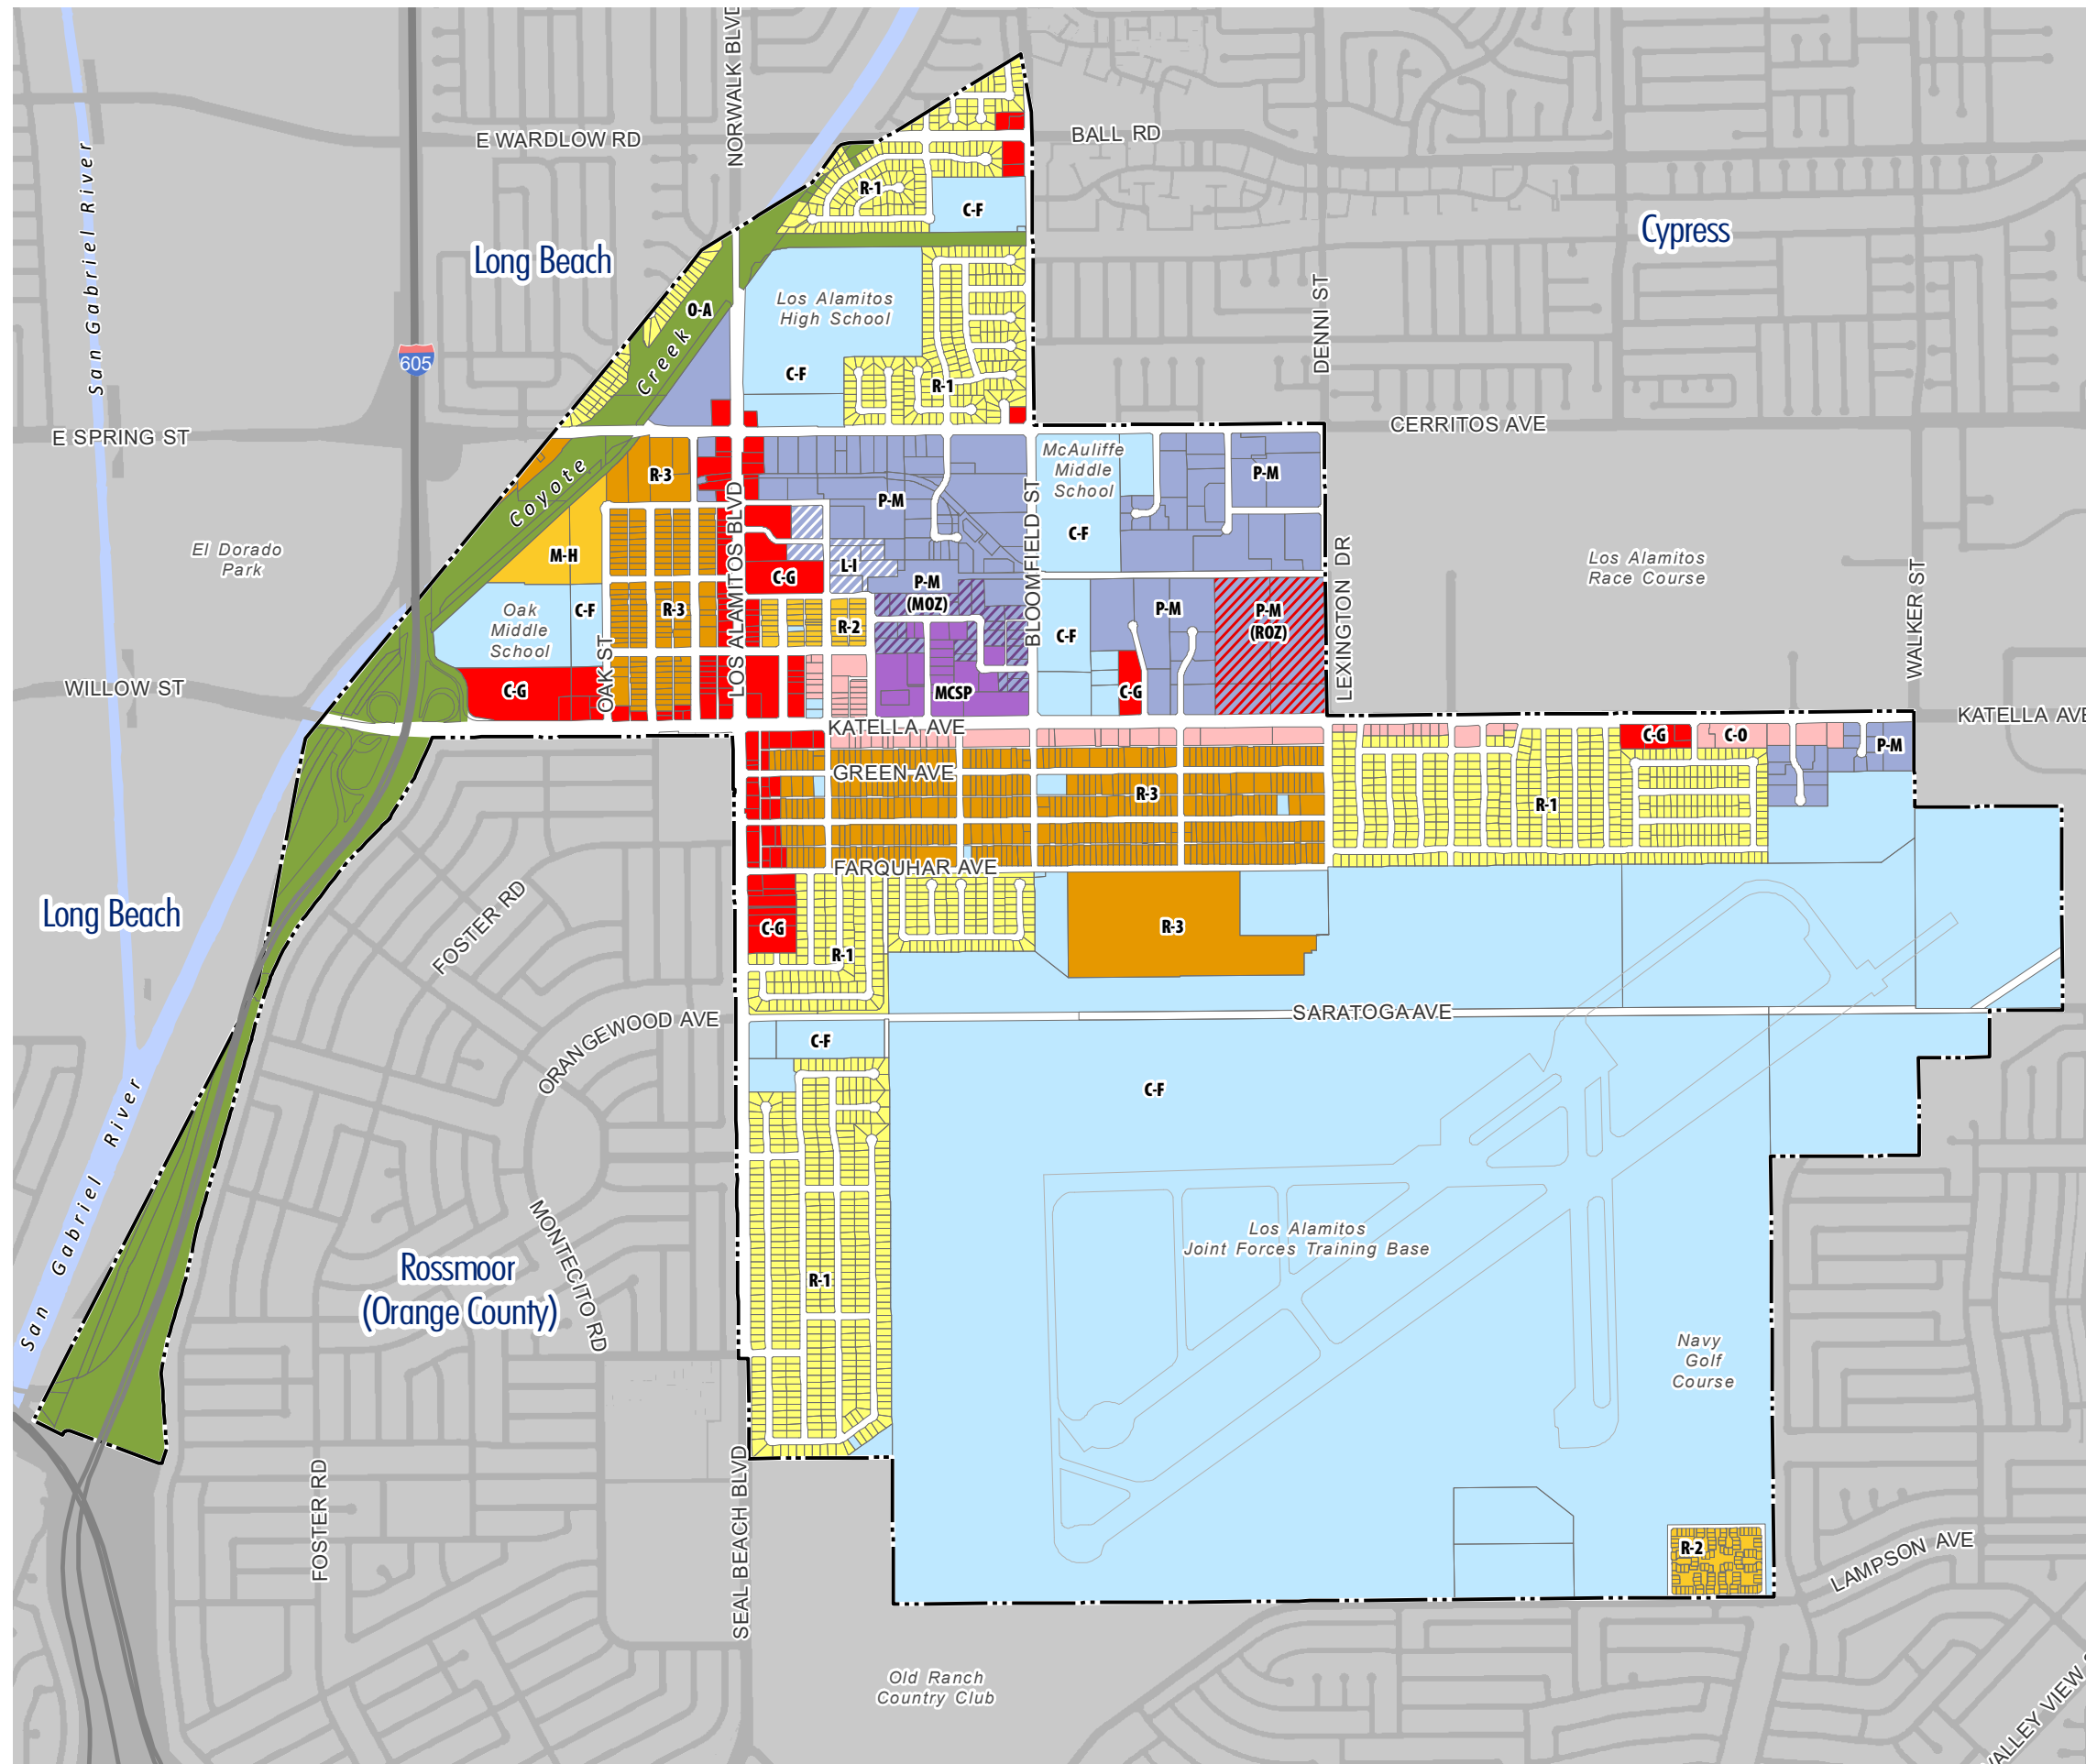 NORWALK BLVD
E WARDLOW RD
BALL RD
San Gabriel River
R-1
C-F
Cypress
Long Beach
O-A
Los Alamitos
High School
DENNI ST
605
Creek
C-F
R-1
E SPRING ST
CERRITOS AVE
McAuliffe
Middle
School
R-3
P-M
P-M
Coyote
LOS ALAMITOS BLVD
BLOOMFIELD ST
C-F
El Dorado
Park
M-H
L-I
C-G
P-M
(MOZ)
LEXINGTON DR
Los Alamitos
Race Course
WALKER ST
Oak
Middle
School
C-F
R-3
R-2
C-F
P-M
P-M
(ROZ)
OAK ST
WILLOW ST
C-G
MCSP
C-G
KATELLA AVE
KATELLA AVE
C-G
C-O
P-M
GREEN AVE
R-3
R-1
FARQUHAR AVE
Long Beach
FOSTER RD
C-G
R-1
R-3
ORANGEWOOD AVE
SARATOGA AVE
C-F
C-F
San Gabriel River
MONTECITO RD
Rossmoor
(Orange County)
R-1
Los Alamitos
Joint Forces Training Base
Navy
Golf
Course
FOSTER RD
SEAL BEACH BLVD
R-2
LAMPSON AVE
Old Ranch
Country Club
VALLEY VIEW